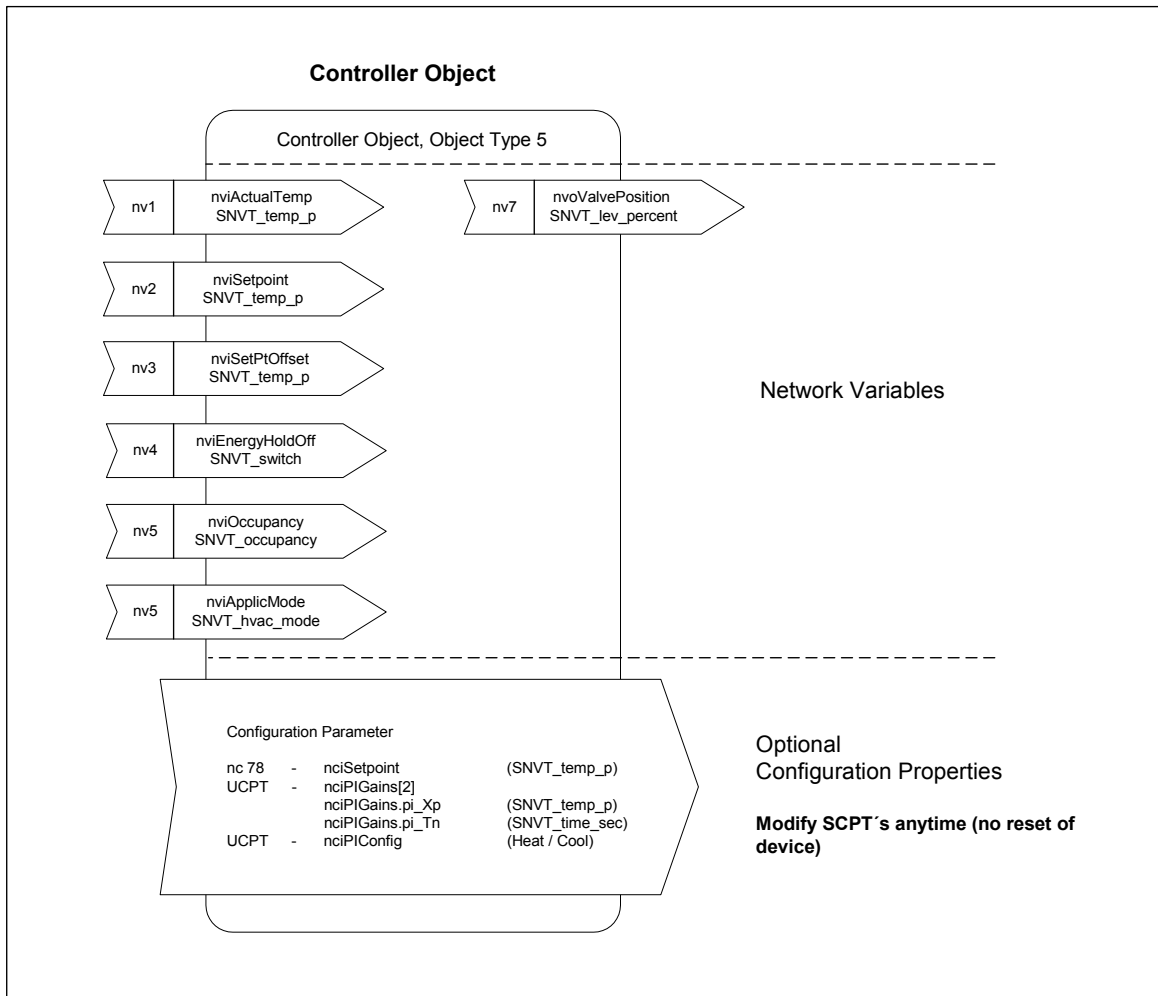 Controller Object
Controller Object, Object Type 5
nv1
nviActualTemp
SNVT_temp_p
nv7
nvoValvePosition
SNVT_lev_percent
nv2
nviSetpoint
SNVT_temp_p
nv3
nviSetPtOffset
SNVT_temp_p
Network Variables
nv4
nviEnergyHoldOff
SNVT_switch
nv5
nviOccupancy
SNVT_occupancy
nv5
nviApplicMode
SNVT_hvac_mode
Configuration Parameter
nc 78 - nciSetpoint (SNVT_temp_p)
UCPT - nciPIGains[2]
nciPIGains.pi_Xp (SNVT_temp_p)
nciPIGains.pi_Tn (SNVT_time_sec)
UCPT - nciPIConfig (Heat / Cool)
Optional
Configuration Properties
Modify SCPT´s anytime (no reset of
device)